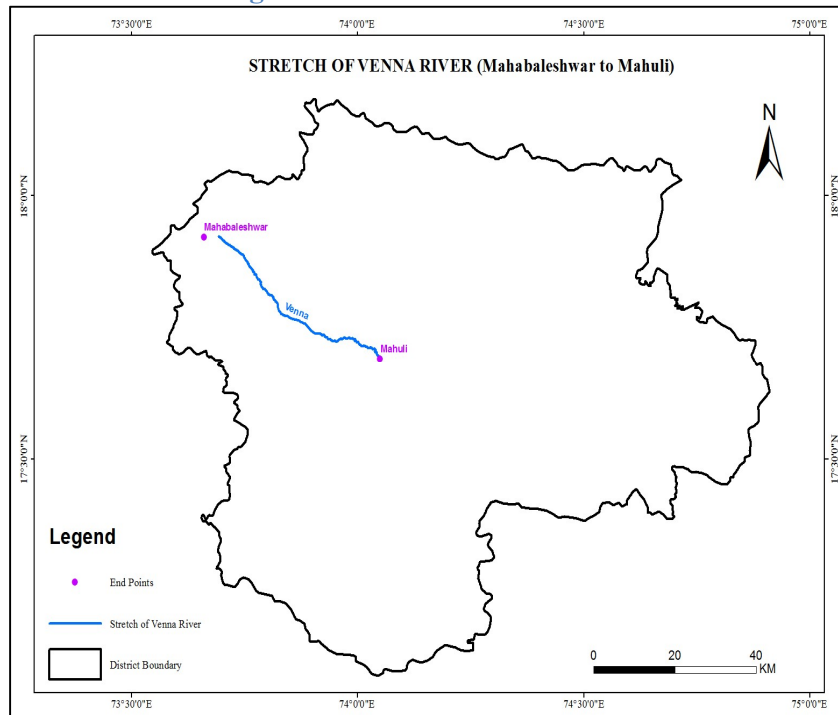 73°30'0"E 74°0'0"E 74°30'0"E 75°0'0"E
STRETCH OF VENNA RIVER (Mahabaleshwar to Mahuli)
N
18°0'0"N 18°0'0"N
Mahabaleshwar
Venna
Mahuli
17°30'0"N 17°30'0"N
Legend
End Points
Stretch of Venna River
District Boundary
0 20 40
KM
73°30'0"E 74°0'0"E 74°30'0"E 75°0'0"E